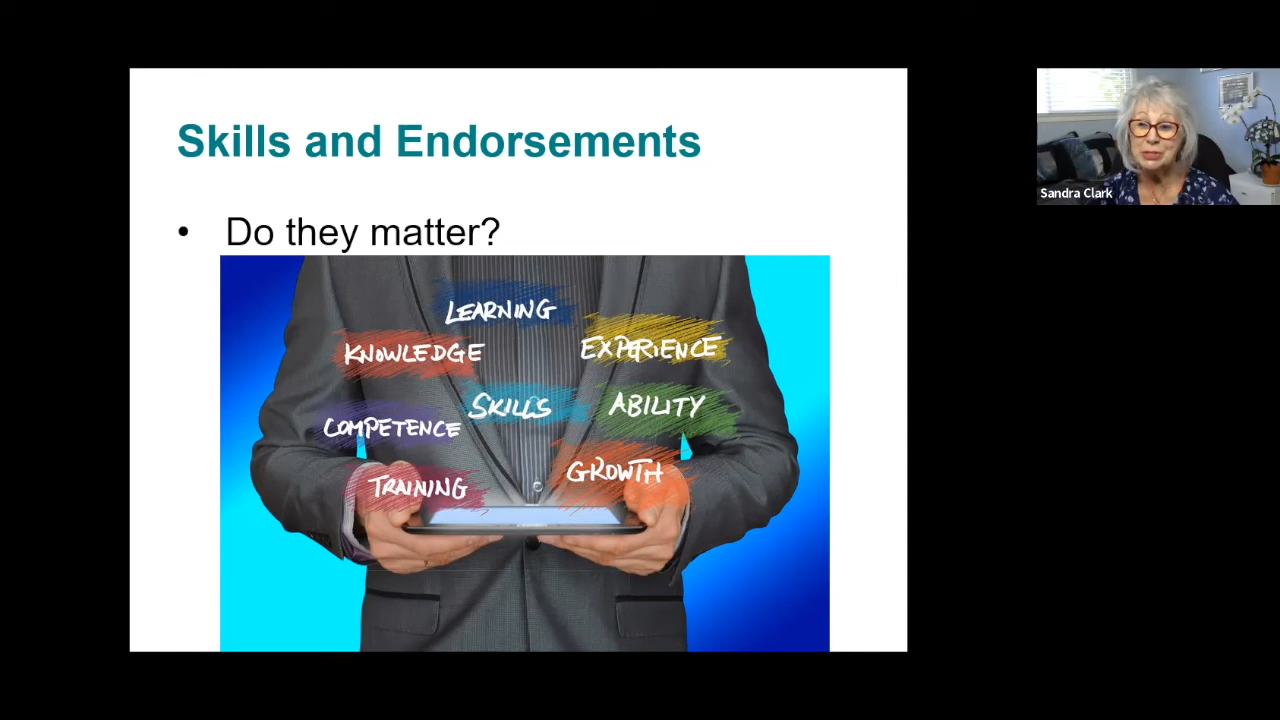 Skills and Endorsements
• Do they matter?
LEARNING
KNOWLEDGE
EXPERIENCE
SKILLS
ABILITY
COMPETENCE
GROWTH
TRAINING
Sandra Clark